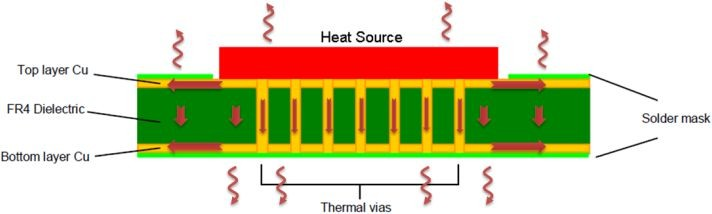 Heat Source
Top layer Cu
FR4 Dielectric
Solder mask
Bottom layer Cu
Thermal vias